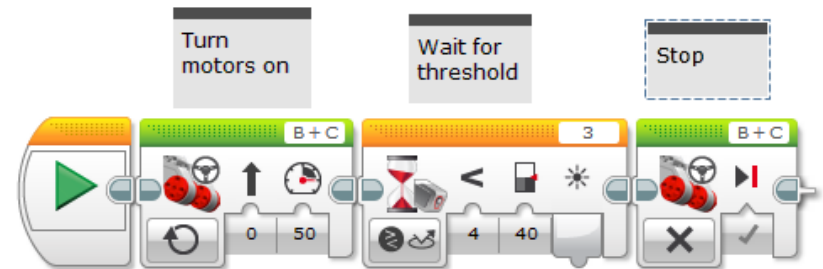 Turn
motors on
Wait for
threshold
Stop
B+C
3
B+C
<
0
50
4
40